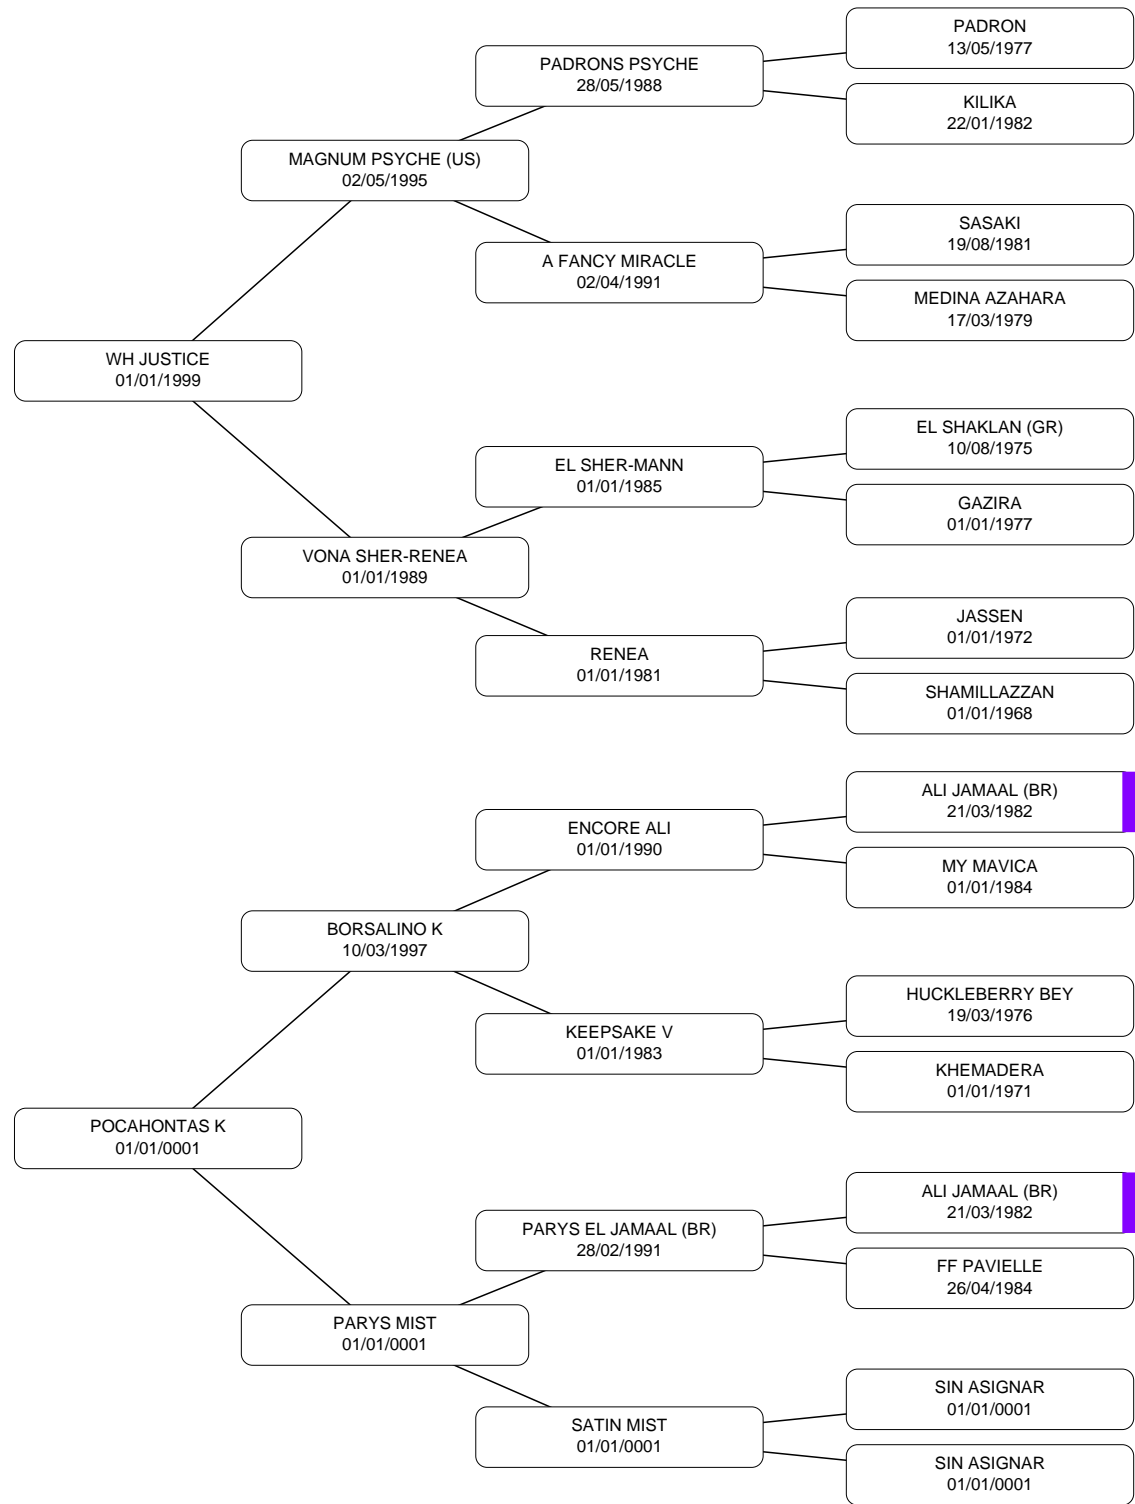 PADRON
13/05/1977
PADRONS PSYCHE
28/05/1988
KILIKA
22/01/1982
MAGNUM PSYCHE (US)
02/05/1995
SASAKI
19/08/1981
A FANCY MIRACLE
02/04/1991
MEDINA AZAHARA
17/03/1979
WH JUSTICE
01/01/1999
EL SHAKLAN (GR)
10/08/1975
EL SHER-MANN
01/01/1985
GAZIRA
01/01/1977
VONA SHER-RENEA
01/01/1989
JASSEN
01/01/1972
RENEA
01/01/1981
SHAMILLAZZAN
01/01/1968
ALI JAMAAL (BR)
21/03/1982
ENCORE ALI
01/01/1990
MY MAVICA
01/01/1984
BORSALINO K
10/03/1997
HUCKLEBERRY BEY
19/03/1976
KEEPSAKE V
01/01/1983
KHEMADERA
01/01/1971
POCAHONTAS K
01/01/0001
ALI JAMAAL (BR)
21/03/1982
PARYS EL JAMAAL (BR)
28/02/1991
FF PAVIELLE
26/04/1984
PARYS MIST
01/01/0001
SIN ASIGNAR
01/01/0001
SATIN MIST
01/01/0001
SIN ASIGNAR
01/01/0001